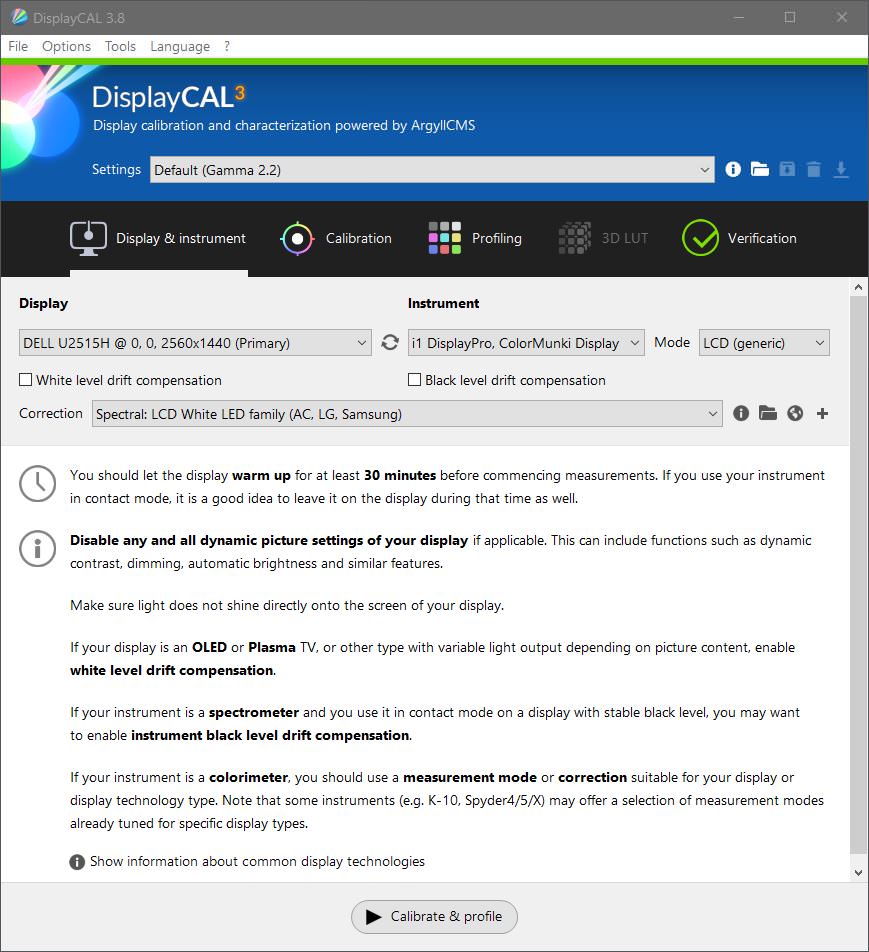 DisplayCAL 3.8
File Options Tools Language ?
DisplayCAL3
Display calibration and characterization powered by ArgyllCMS
Settings Default (Gamma 2.2)
Display & instrument Calibration Profiling 3D LUT Verification
Display Instrument
DELL U2515H @ 0, 0, 2560x1440 (Primary) i1 DisplayPro, ColorMunki Display Mode LCD (generic)
White level drift compensation Black level drift compensation
Correction Spectral: LCD White LED family (AC, LG, Samsung)
You should let the display warm up for at least 30 minutes before commencing measurements. If you use your instrument
in contact mode, it is a good idea to leave it on the display during that time as well.
Disable any and all dynamic picture settings of your display if applicable. This can include functions such as dynamic
contrast, dimming, automatic brightness and similar features.
Make sure light does not shine directly onto the screen of your display.
If your display is an OLED or Plasma TV, or other type with variable light output depending on picture content, enable
white level drift compensation.
If your instrument is a spectrometer and you use it in contact mode on a display with stable black level, you may want
to enable instrument black level drift compensation.
If your instrument is a colorimeter, you should use a measurement mode or correction suitable for your display or
display technology type. Note that some instruments (e.g. K-10, Spyder4/5/X) may offer a selection of measurement modes
already tuned for specific display types.
Show information about common display technologies
Calibrate & profile